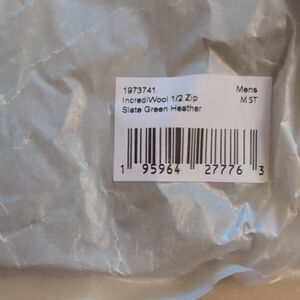 1973741 Mens
IncrediWool 1/2 Zip M ST
Slate Green Heather
1 95964 27776 3